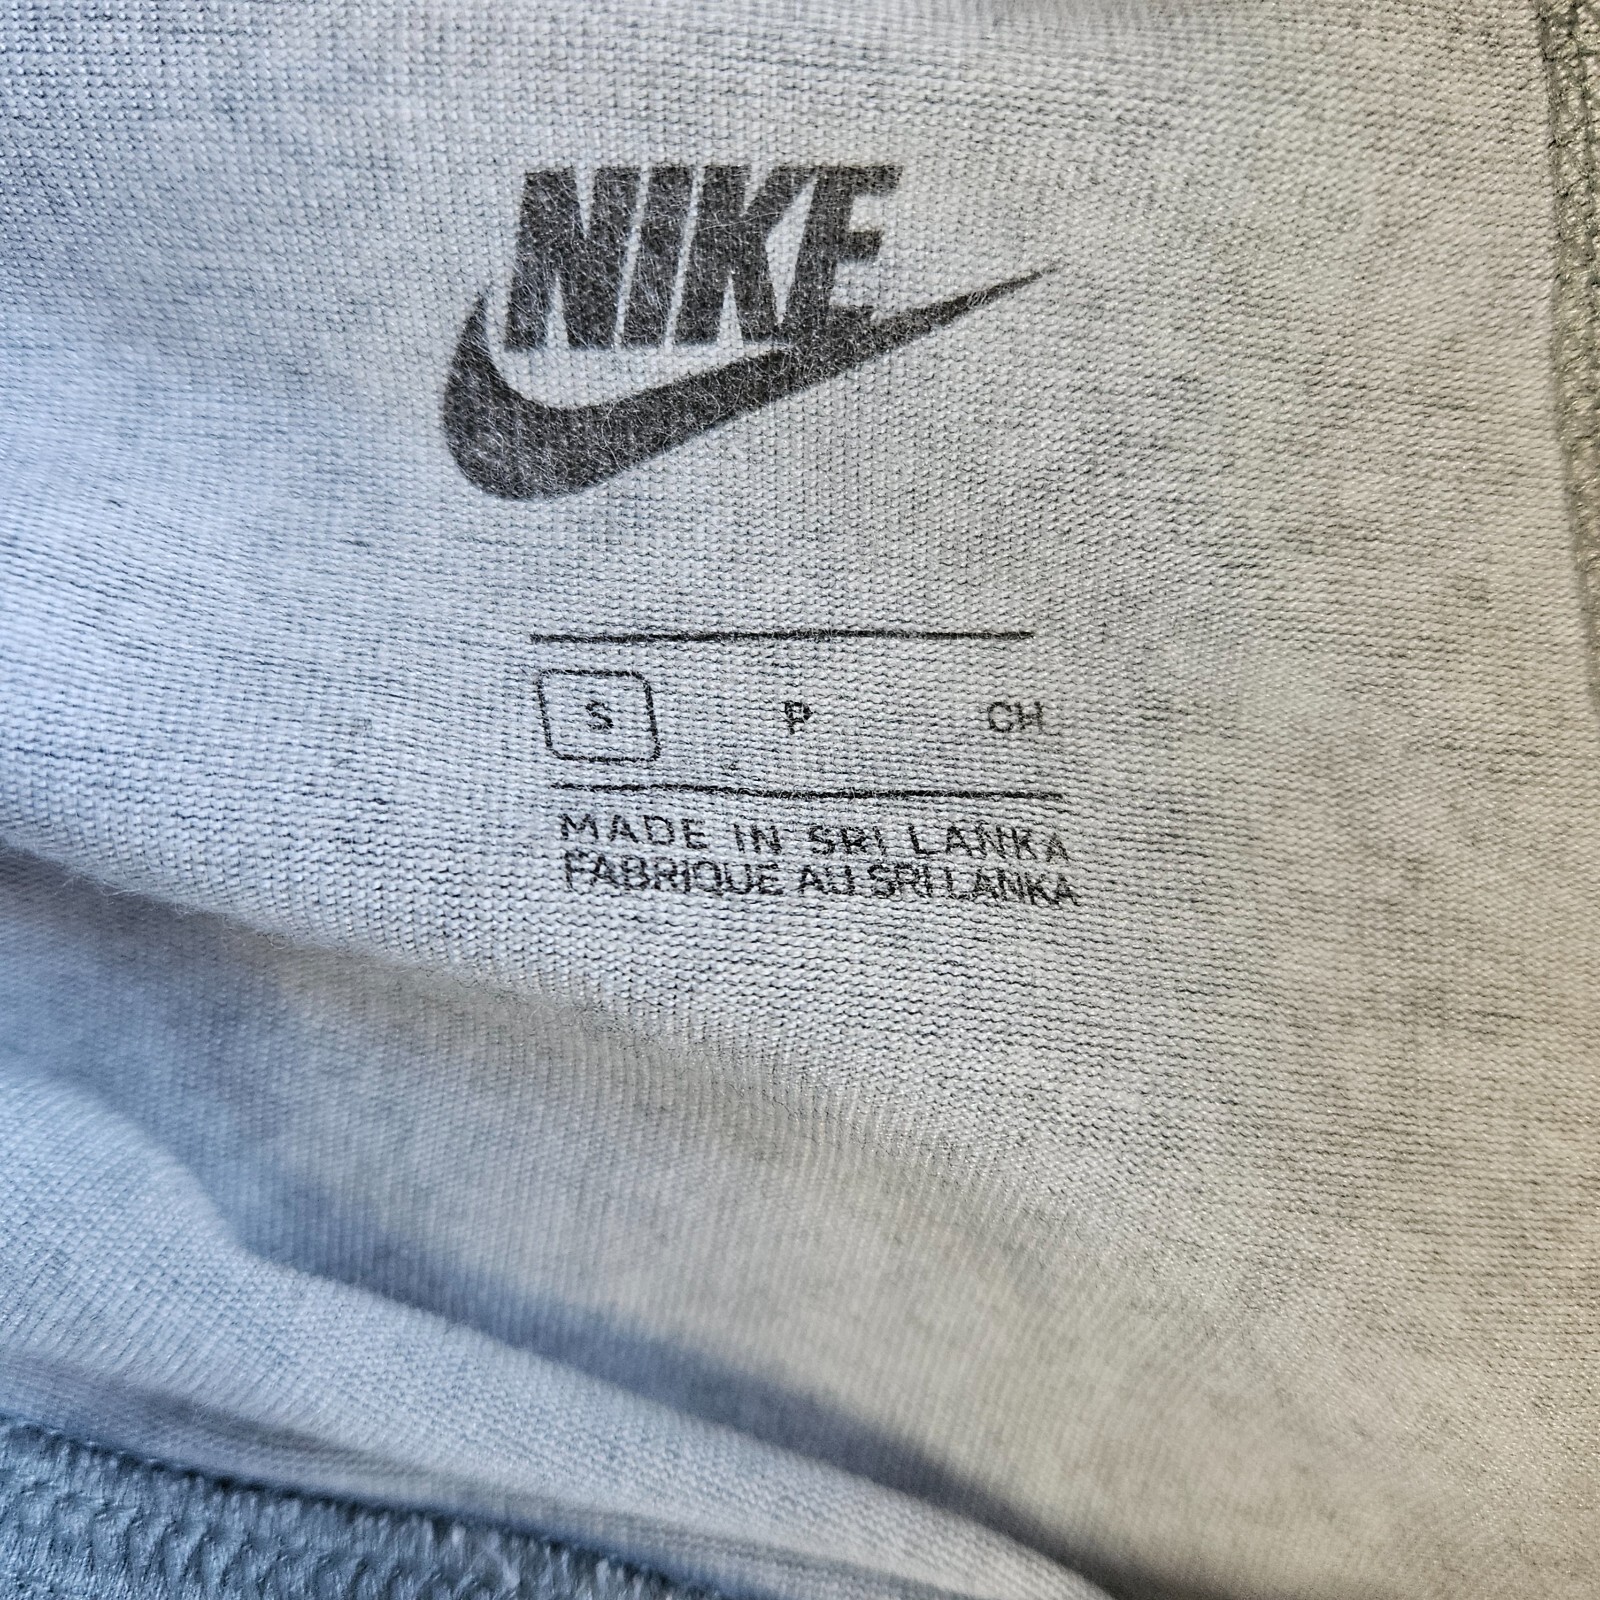 NIKE
S P CH
MADE IN SRI LANKA
FABRIQUE AU SRI LANKA